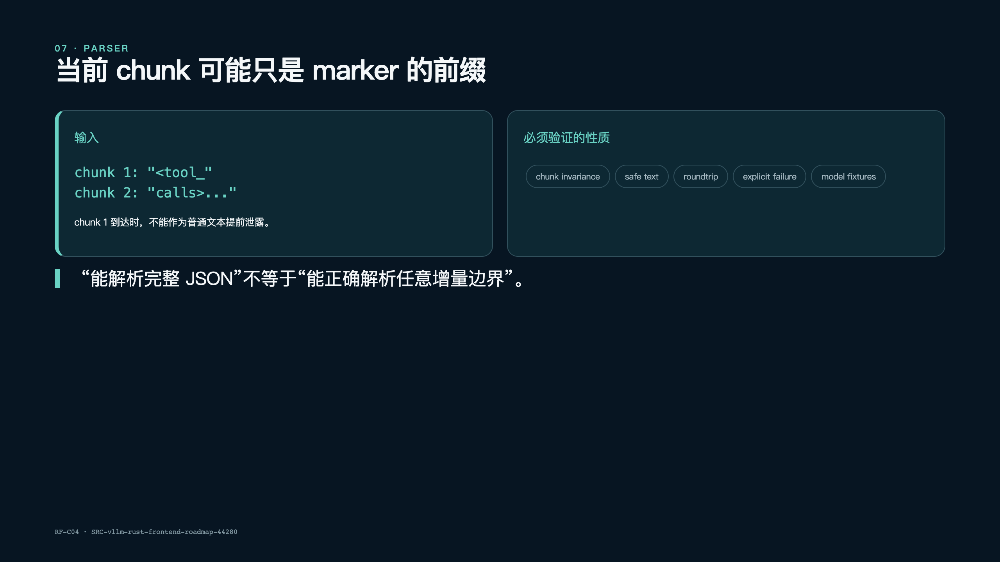 07 · PARSER
当前 chunk 可能只是 marker 的前缀
输入
chunk 1: "<tool_"
chunk 2: "calls>..."
chunk 1 到达时，不能作为普通文本提前泄露。
必须验证的性质
chunk invariance
safe text
roundtrip
explicit failure
model fixtures
“能解析完整 JSON”不等于“能正确解析任意增量边界”。
RF-C04 · SRC-vllm-rust-frontend-roadmap-44280